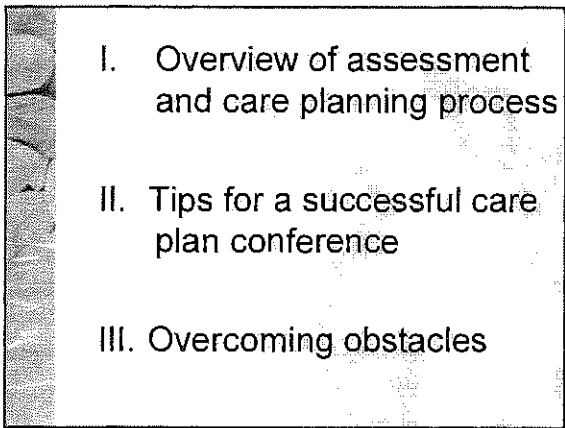 I. Overview of assessment
and care planning process
II. Tips for a successful care
plan conference
III. Overcoming obstacles